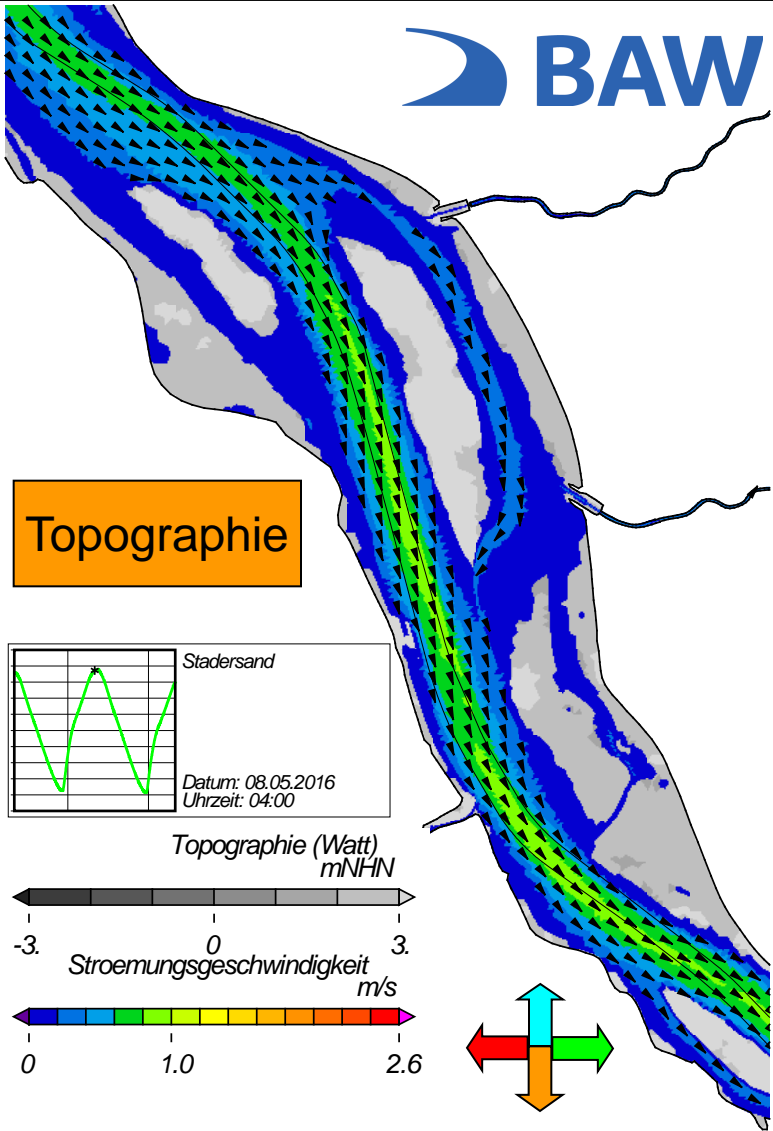 BAW
Topographie
Stadersand
Datum: 08.05.2016
Uhrzeit: 04:00
Topographie (Watt)
mNHN
-3. 0 3.
Stroemungsgeschwindigkeit
m/s
0 1.0 2.6